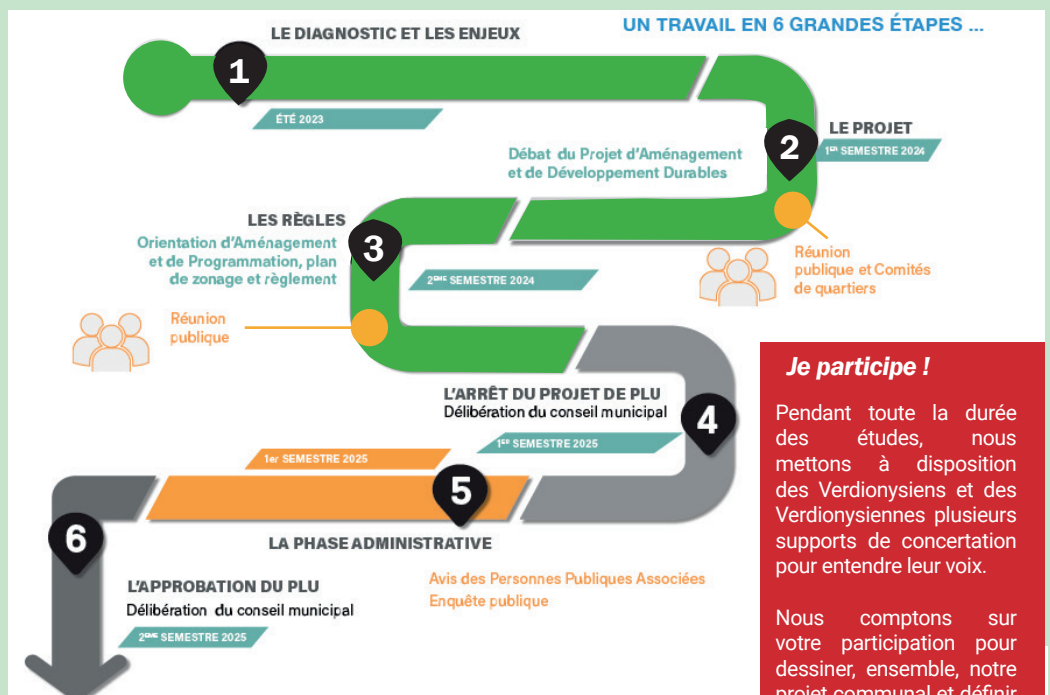 UN TRAVAIL EN 6 GRANDES ÉTAPES ...
LE DIAGNOSTIC ET LES ENJEUX
1
ÉTÉ 2023
2
LE PROJET
1ER SEMESTRE 2024
Débat du Projet d'Aménagement
et de Développement Durables
Réunion
publique et Comités
de quartiers
LES RÈGLES
Orientation d'Aménagement
et de Programmation, plan
de zonage et règlement
3
2ÈME SEMESTRE 2024
Réunion
publique
L'ARRÊT DU PROJET DE PLU
Délibération du conseil municipal
4
1ER SEMESTRE 2025
1er SEMESTRE 2025
5
LA PHASE ADMINISTRATIVE
Avis des Personnes Publiques Associées
Enquête publique
6
L'APPROBATION DU PLU
Délibération du conseil municipal
2ÈME SEMESTRE 2025
Je participe !
Pendant toute la durée
des études, nous
mettons à disposition
des Verdionysiens et des
Verdionysiennes plusieurs
supports de concertation
pour entendre leur voix.
Nous comptons sur
votre participation pour
dessiner, ensemble, notre
projet communal et définir